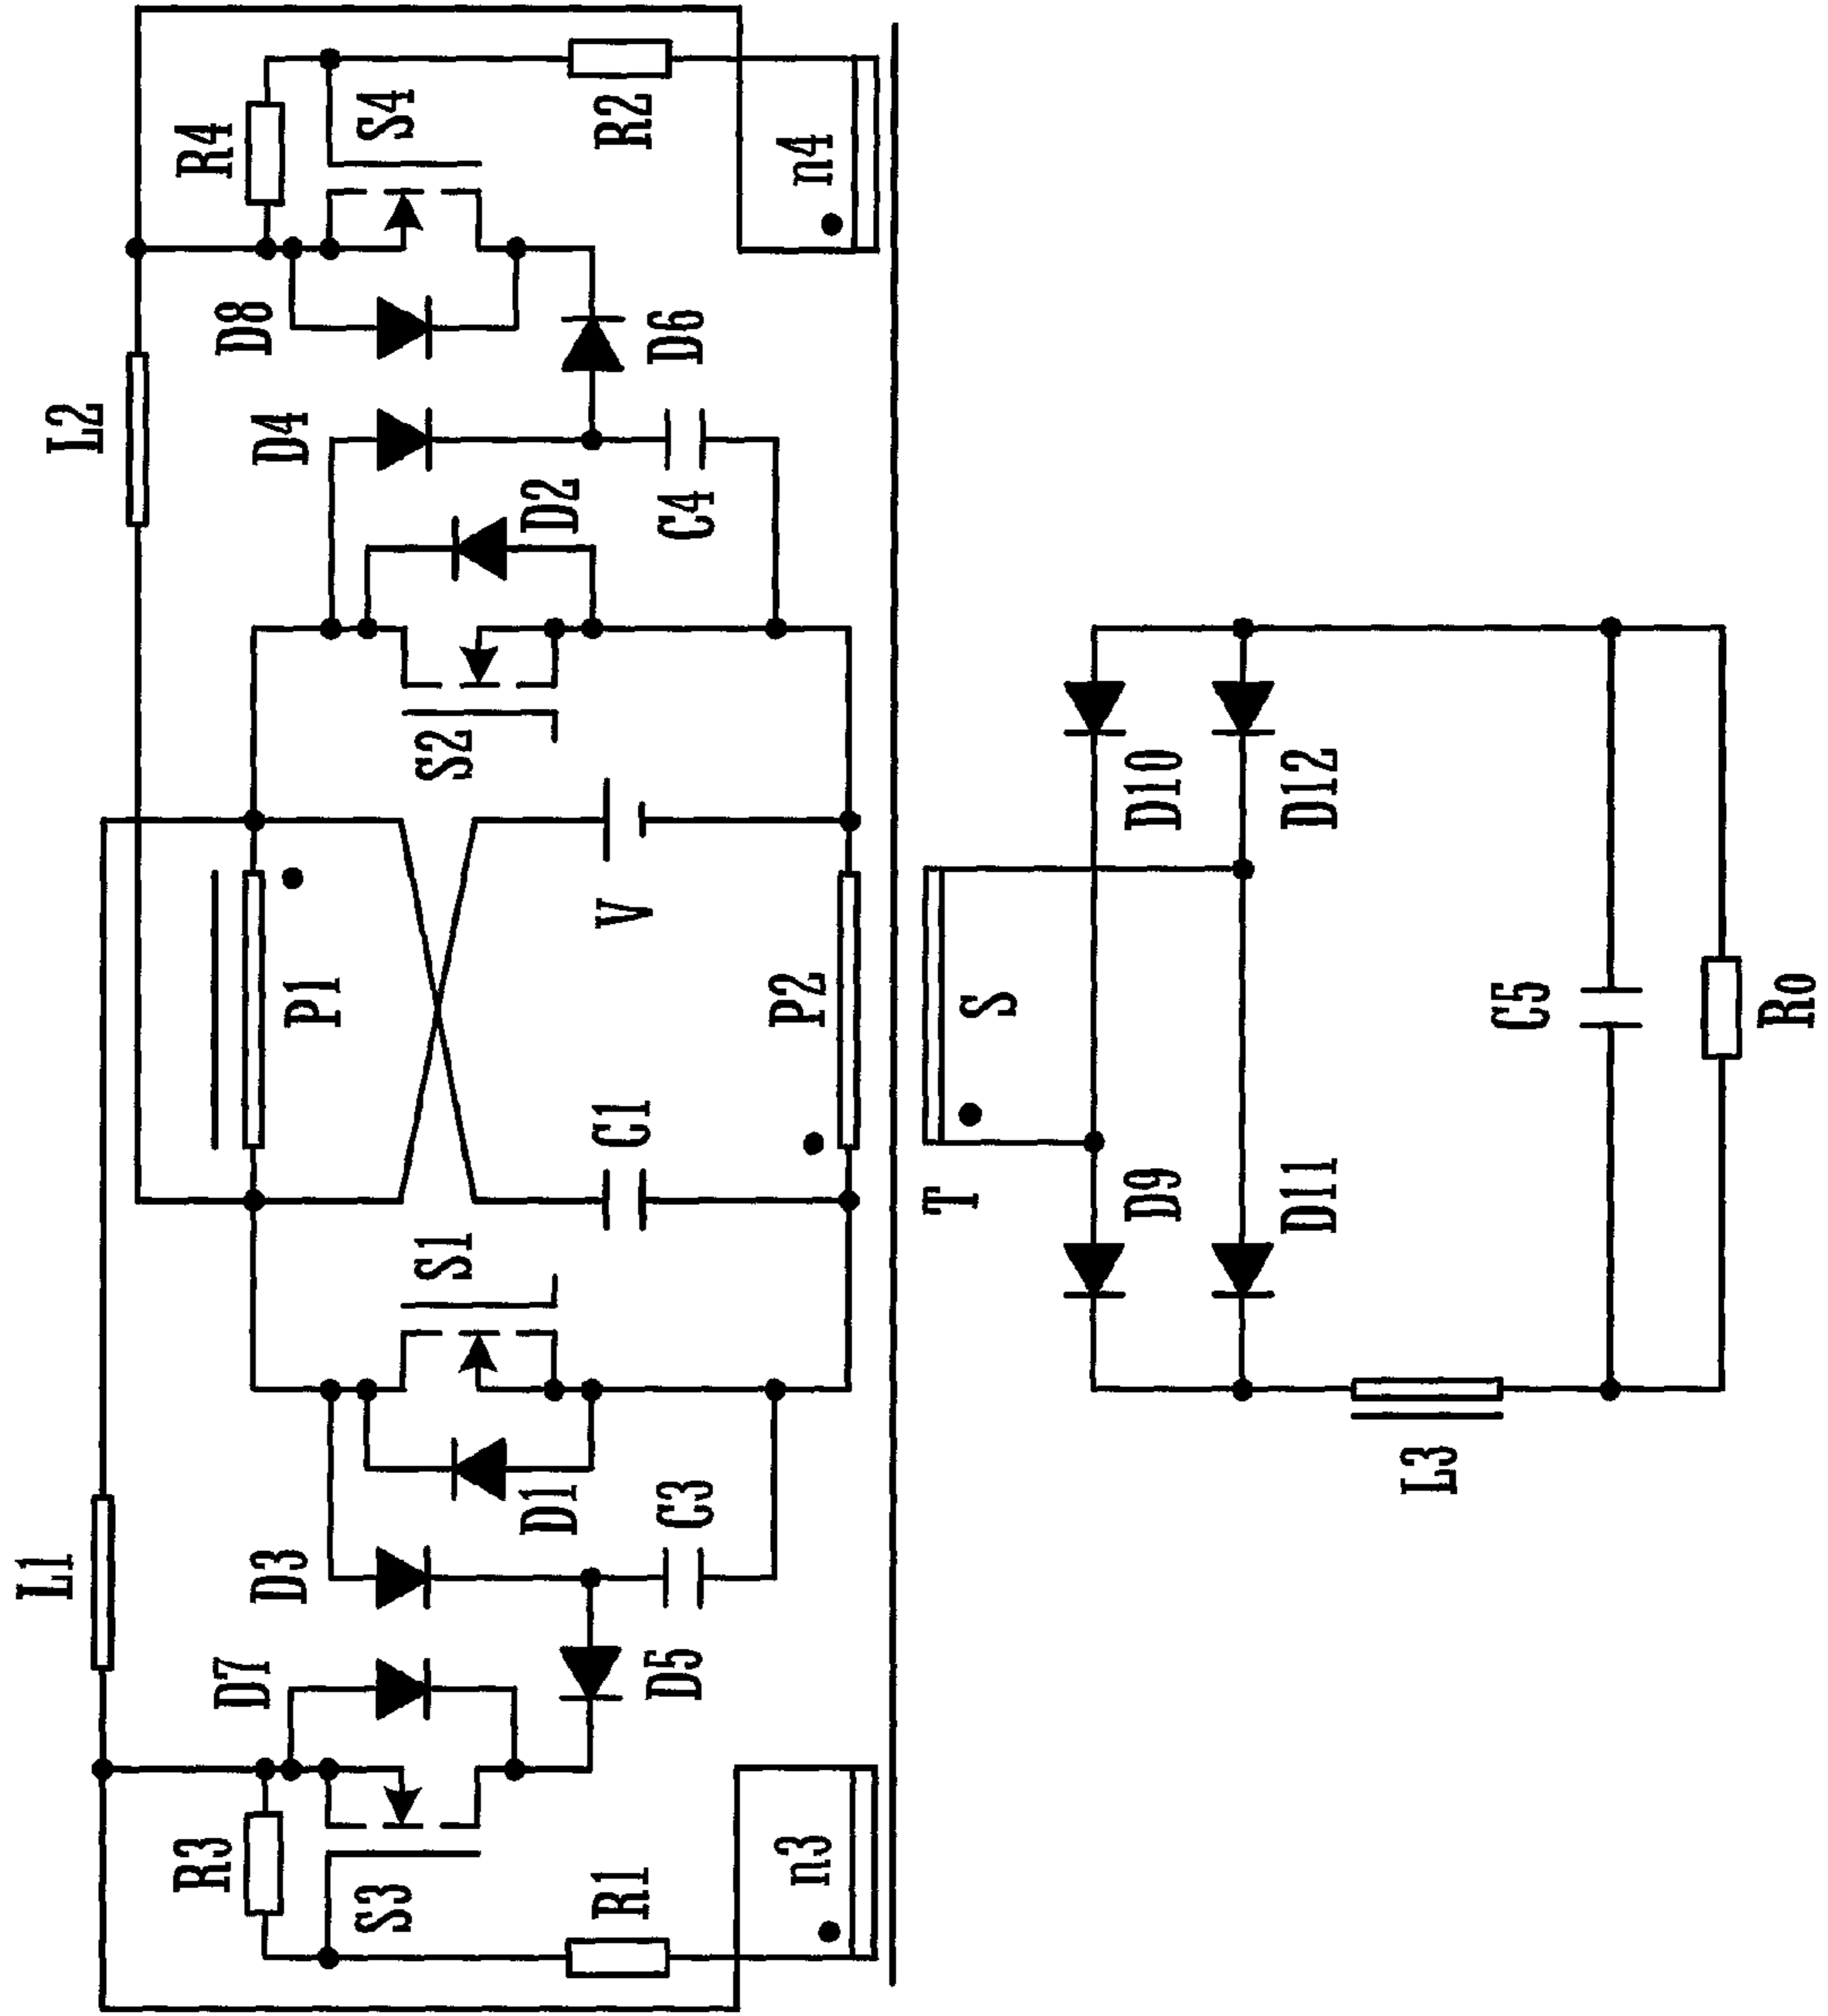 L1
L2
R3
R4
D7
D8
D3
D4
P1
S3
S4
S1
S2
D1
D2
R1
C1
V
R2
D5
C3
C4
D6
n3
P2
n4
T
S
D9
D10
D11
D12
L3
C5
Ro